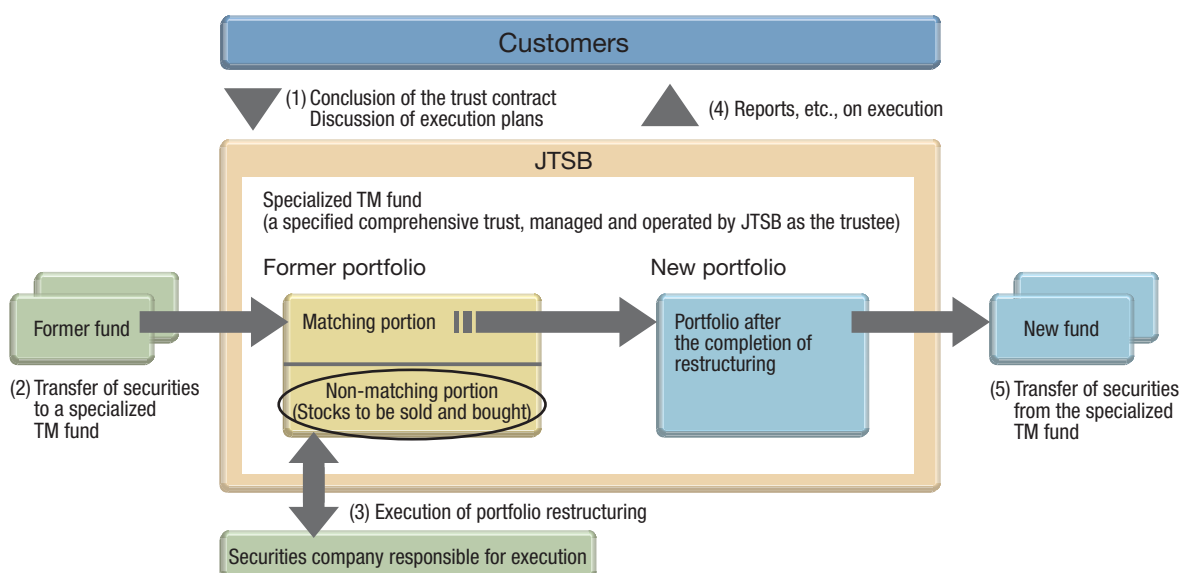 Customers
(1) Conclusion of the trust contract
Discussion of execution plans
(4) Reports, etc., on execution
JTSB
Specialized TM fund
(a specified comprehensive trust, managed and operated by JTSB as the trustee)
Former portfolio
New portfolio
Former fund
Matching portion
Portfolio after
the completion of
restructuring
New fund
Non-matching portion
(Stocks to be sold and bought)
(2) Transfer of securities
to a specialized
TM fund
(5) Transfer of securities
from the specialized
TM fund
(3) Execution of portfolio restructuring
Securities company responsible for execution